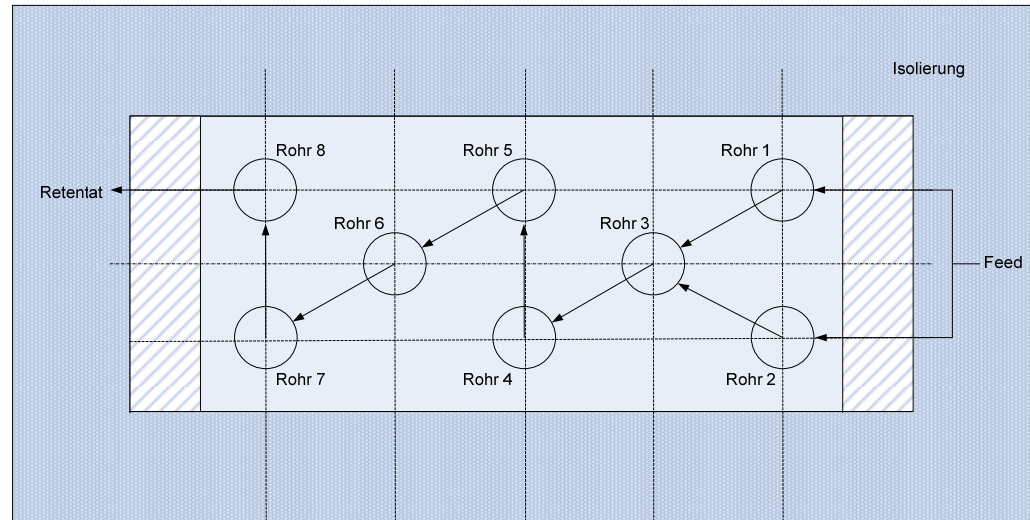 Isolierung
Rohr 8
Rohr 5
Rohr 1
Retentat
Rohr 6
Rohr 3
Feed
Rohr 7
Rohr 4
Rohr 2